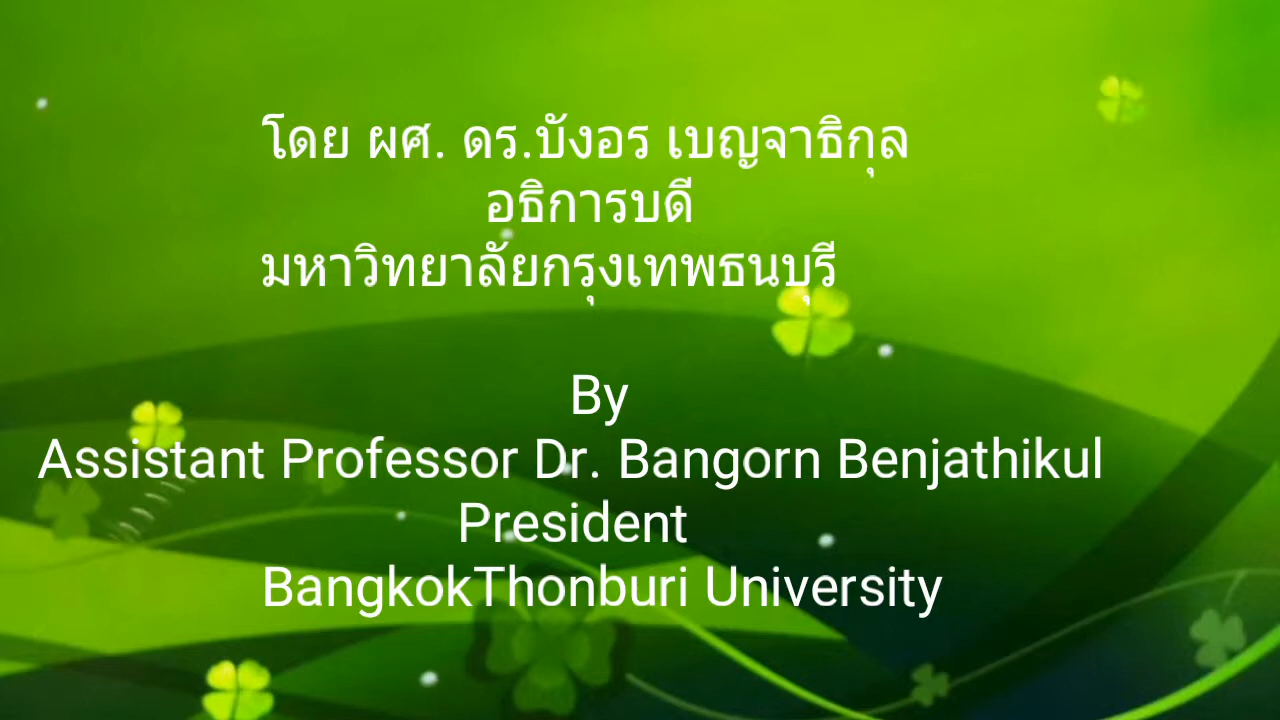 โดย ผศ. ดร.บังอร เบญจาธิกุล
อธิการบดี
มหาวิทยาลัยกรุงเทพธนบุรี
By
Assistant Professor Dr. Bangorn Benjathikul
President
BangkokThonburi University